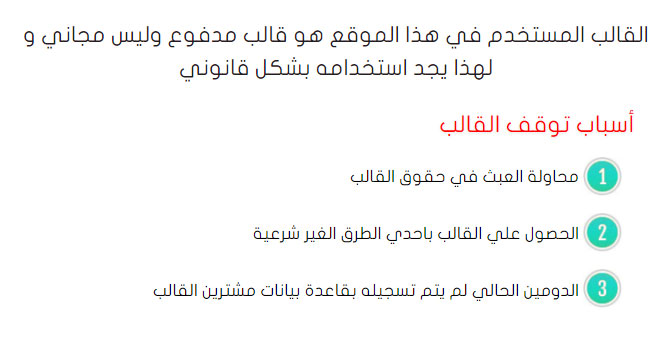 القالب المستخدم في هذا الموقع هو قالب مدفوع وليس مجاني و
لهذا يجد استخدامه بشكل قانوني
أسباب توقف القالب
1 محاولة العبث في حقوق القالب
2 الحصول علي القالب باحدي الطرق الغير شرعية
3 الدومين الحالي لم يتم تسجيله بقاعدة بيانات مشترين القالب